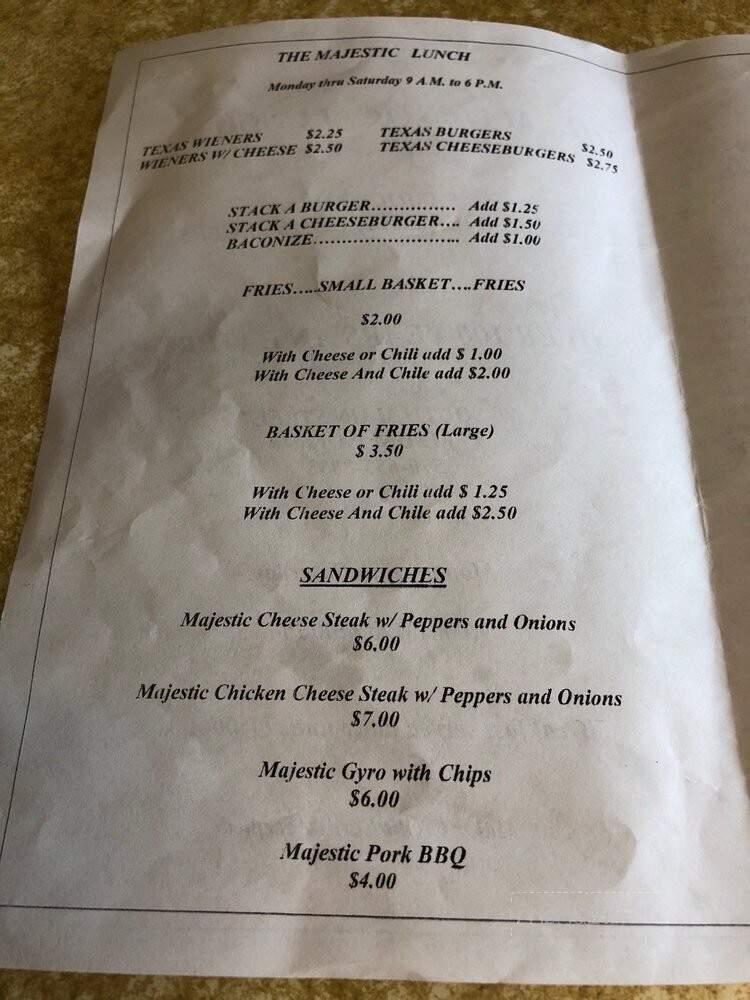 THE MAJESTIC LUNCH
Monday thru Saturday 9 A.M. to 6 P.M.
TEXAS WIENERS $2.25 TEXAS BURGERS $2.50
WIENERS W/ CHEESE $2.50 TEXAS CHEESEBURGERS $2.75
STACK A BURGER............... Add $1.25
STACK A CHEESEBURGER.... Add $1.50
BACONIZE.......................... Add $1.00
FRIES.....SMALL BASKET....FRIES
$2.00
With Cheese or Chili add $ 1.00
With Cheese And Chile add $2.00
BASKET OF FRIES (Large)
$ 3.50
With Cheese or Chili add $ 1.25
With Cheese And Chile add $2.50
SANDWICHES
Majestic Cheese Steak w/ Peppers and Onions
$6.00
Majestic Chicken Cheese Steak w/ Peppers and Onions
$7.00
Majestic Gyro with Chips
$6.00
Majestic Pork BBQ
$4.00